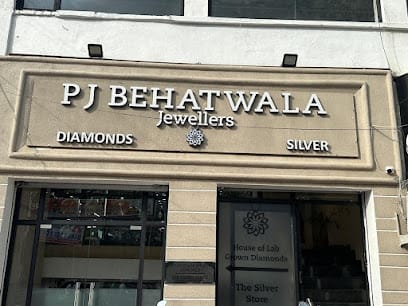 PJ BEHATWALA
Jewellers
DIAMONDS
SILVER
House of Lab
Grown Diamonds
The Silver
Store